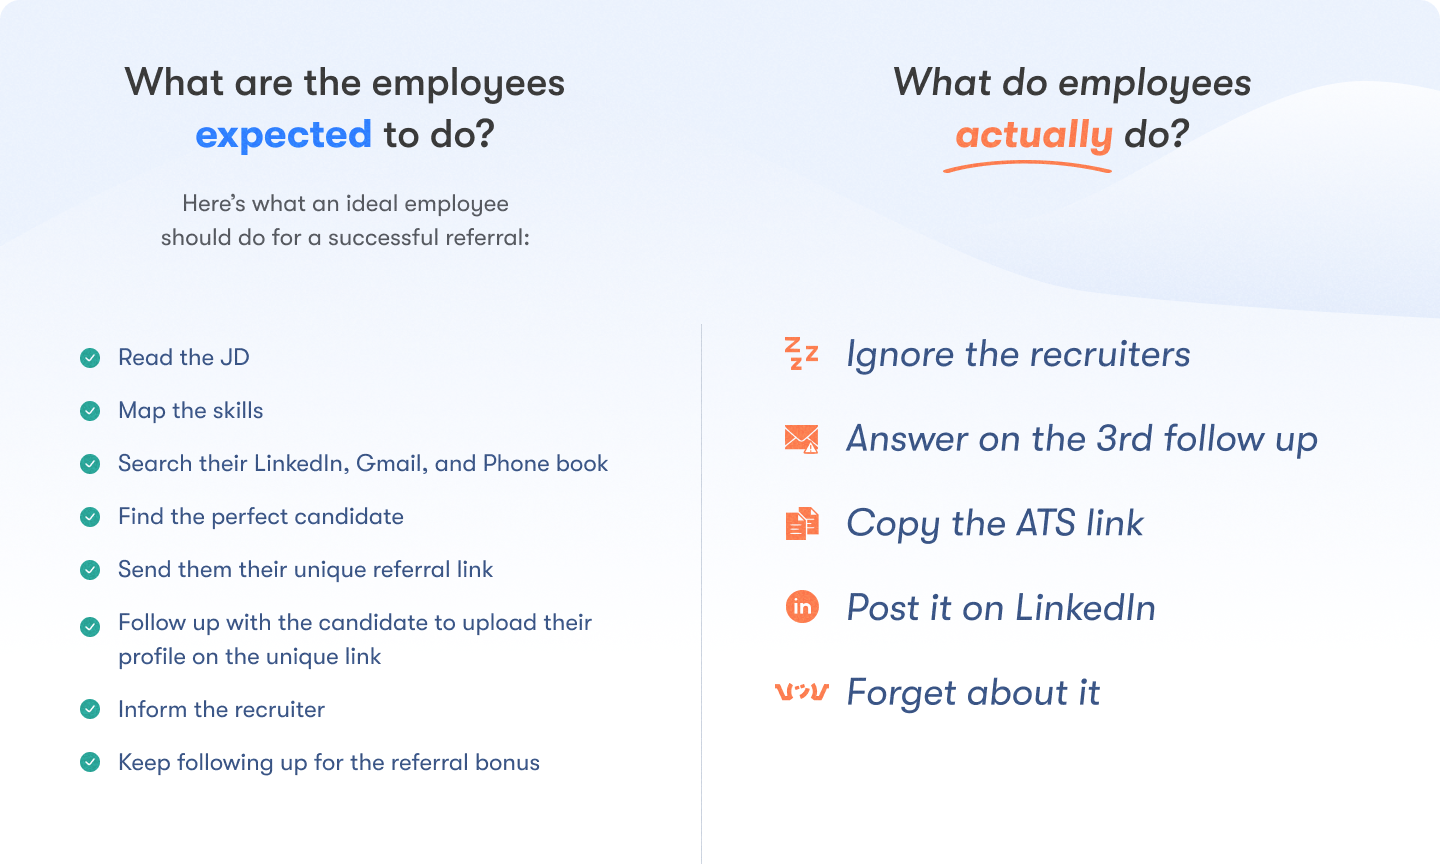 What are the employees
expected to do?
Here's what an ideal employee
should do for a successful referral:
Read the JD
Map the skills
Search their LinkedIn, Gmail, and Phone book
Find the perfect candidate
Send them their unique referral link
Follow up with the candidate to upload their
profile on the unique link
Inform the recruiter
Keep following up for the referral bonus
What do employees
actually do?
z z z
Ignore the recruiters
Answer on the 3rd follow up
Copy the ATS link
in
Post it on LinkedIn
Forget about it